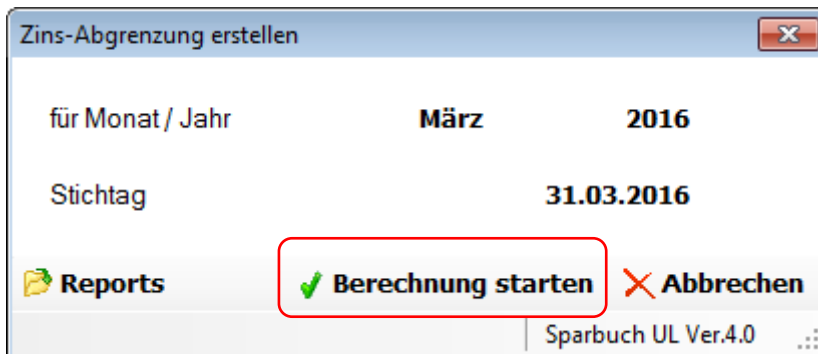 Zins-Abgrenzung erstellen
für Monat / Jahr März 2016
Stichtag 31.03.2016
Reports Berechnung starten Abbrechen
Sparbuch UL Ver.4.0